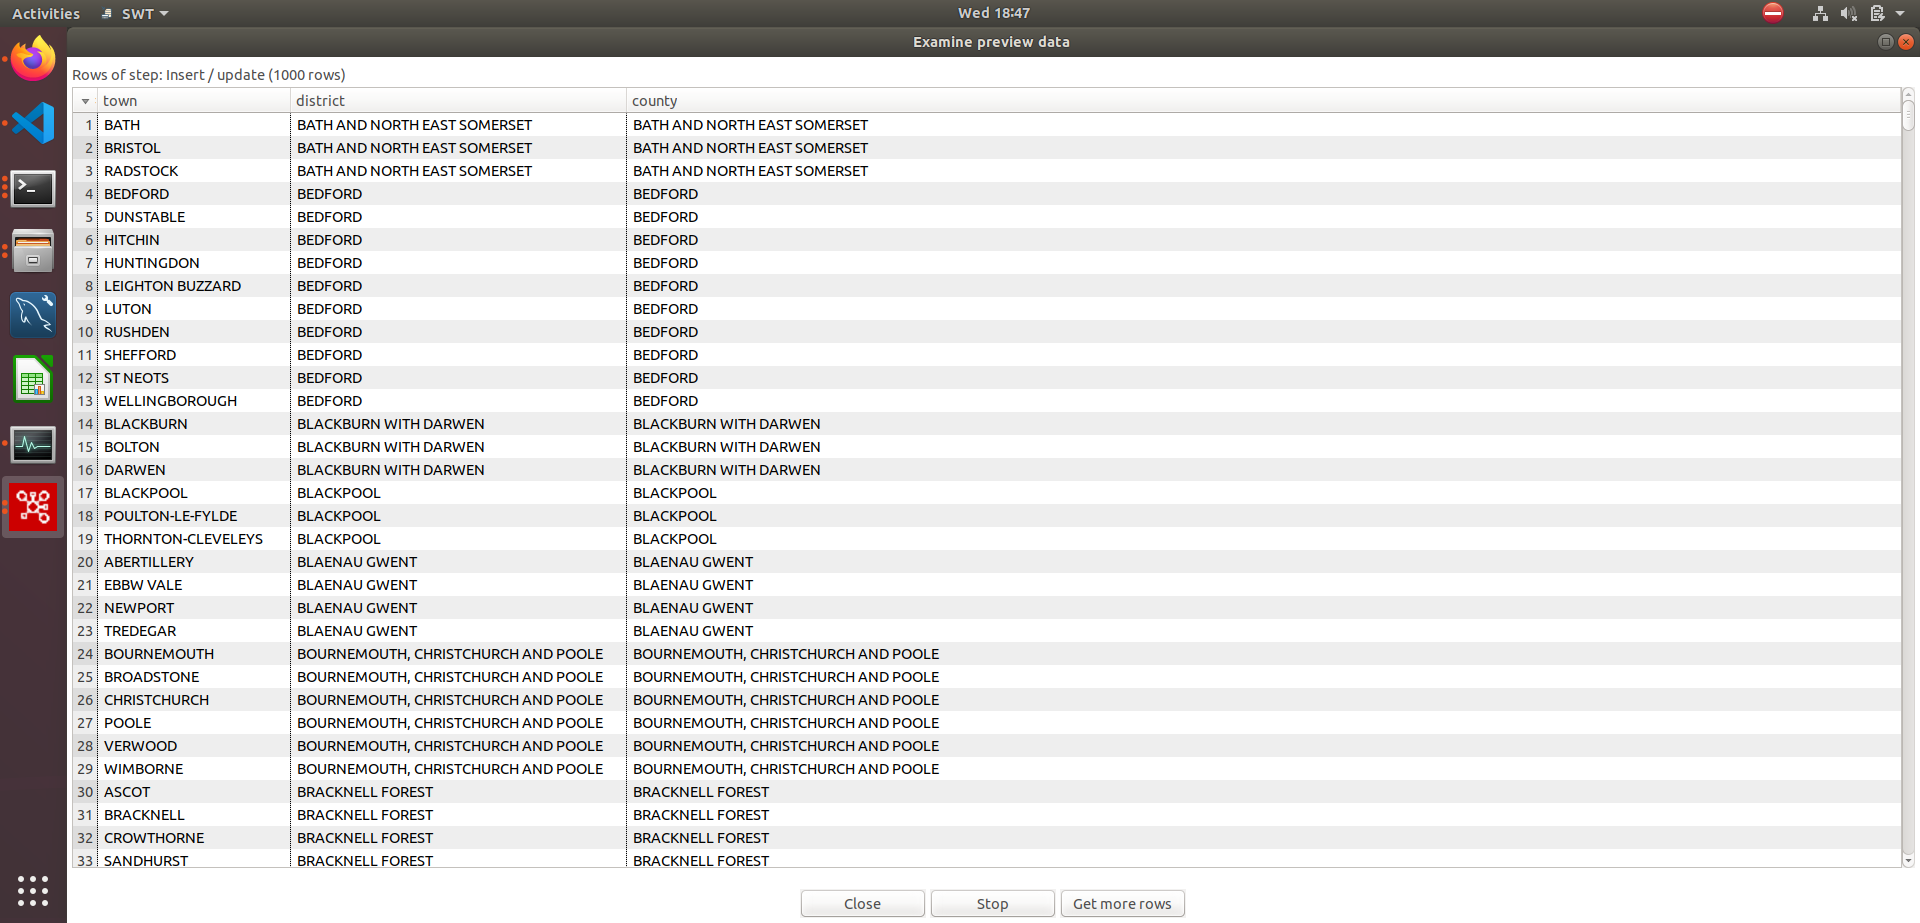 Activities SWT Wed 18:47
Examine preview data
Rows of step: Insert / update (1000 rows)
town district county
1 BATH BATH AND NORTH EAST SOMERSET BATH AND NORTH EAST SOMERSET
2 BRISTOL BATH AND NORTH EAST SOMERSET BATH AND NORTH EAST SOMERSET
3 RADSTOCK BATH AND NORTH EAST SOMERSET BATH AND NORTH EAST SOMERSET
4 BEDFORD BEDFORD BEDFORD
5 DUNSTABLE BEDFORD BEDFORD
6 HITCHIN BEDFORD BEDFORD
7 HUNTINGDON BEDFORD BEDFORD
8 LEIGHTON BUZZARD BEDFORD BEDFORD
9 LUTON BEDFORD BEDFORD
10 RUSHDEN BEDFORD BEDFORD
11 SHEFFORD BEDFORD BEDFORD
12 ST NEOTS BEDFORD BEDFORD
13 WELLINGBOROUGH BEDFORD BEDFORD
14 BLACKBURN BLACKBURN WITH DARWEN BLACKBURN WITH DARWEN
15 BOLTON BLACKBURN WITH DARWEN BLACKBURN WITH DARWEN
16 DARWEN BLACKBURN WITH DARWEN BLACKBURN WITH DARWEN
17 BLACKPOOL BLACKPOOL BLACKPOOL
18 POULTON-LE-FYLDE BLACKPOOL BLACKPOOL
19 THORNTON-CLEVELEYS BLACKPOOL BLACKPOOL
20 ABERTILLERY BLAENAU GWENT BLAENAU GWENT
21 EBBW VALE BLAENAU GWENT BLAENAU GWENT
22 NEWPORT BLAENAU GWENT BLAENAU GWENT
23 TREDEGAR BLAENAU GWENT BLAENAU GWENT
24 BOURNEMOUTH BOURNEMOUTH, CHRISTCHURCH AND POOLE BOURNEMOUTH, CHRISTCHURCH AND POOLE
25 BROADSTONE BOURNEMOUTH, CHRISTCHURCH AND POOLE BOURNEMOUTH, CHRISTCHURCH AND POOLE
26 CHRISTCHURCH BOURNEMOUTH, CHRISTCHURCH AND POOLE BOURNEMOUTH, CHRISTCHURCH AND POOLE
27 POOLE BOURNEMOUTH, CHRISTCHURCH AND POOLE BOURNEMOUTH, CHRISTCHURCH AND POOLE
28 VERWOOD BOURNEMOUTH, CHRISTCHURCH AND POOLE BOURNEMOUTH, CHRISTCHURCH AND POOLE
29 WIMBORNE BOURNEMOUTH, CHRISTCHURCH AND POOLE BOURNEMOUTH, CHRISTCHURCH AND POOLE
30 ASCOT BRACKNELL FOREST BRACKNELL FOREST
31 BRACKNELL BRACKNELL FOREST BRACKNELL FOREST
32 CROWTHORNE BRACKNELL FOREST BRACKNELL FOREST
33 SANDHURST BRACKNELL FOREST BRACKNELL FOREST
Close Stop Get more rows